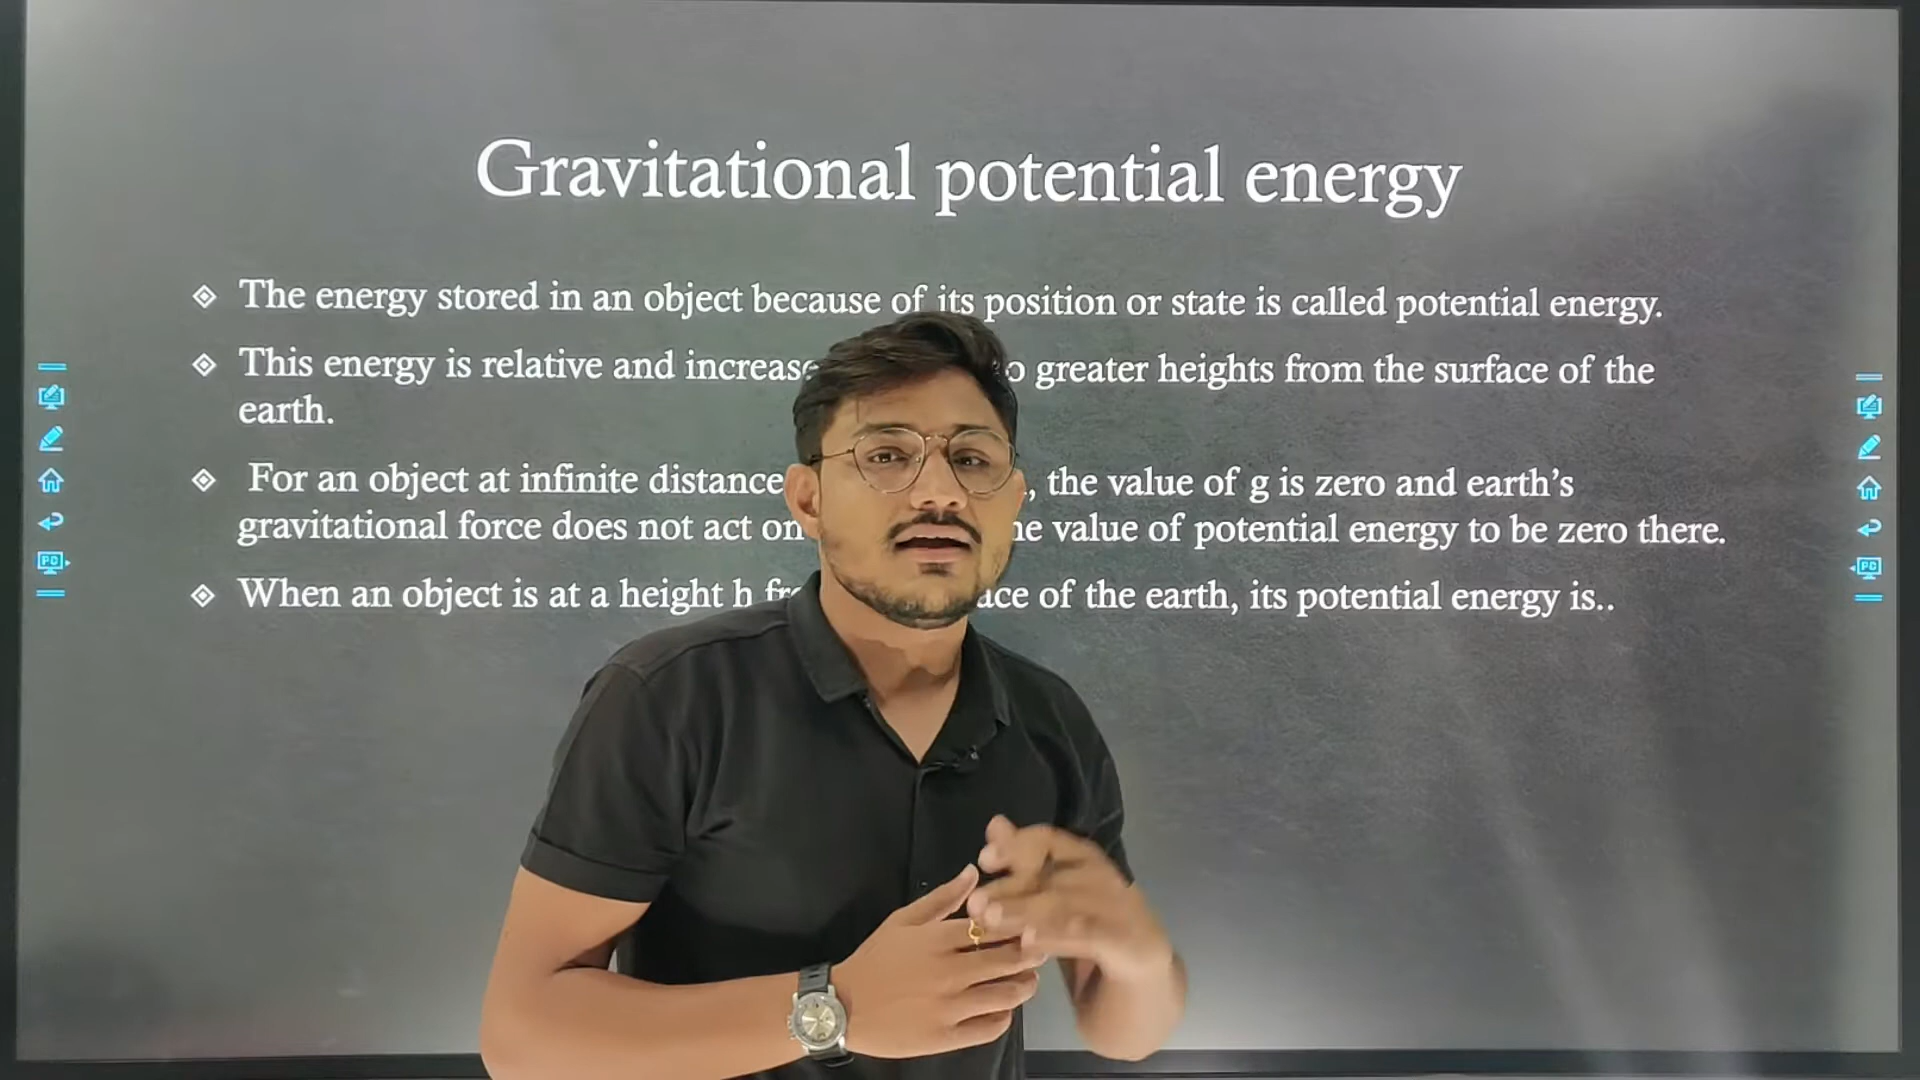 Gravitational potential energy
The energy stored in an object because of its position or state is called potential energy.
This energy is relative and greater heights from the surface of the
earth.
For an object at infinite distance the value of g is zero and earth's
gravitational force does not act on value of potential energy to be zero there.
When an object is at a height h of the earth, its potential energy is..
PC
PC